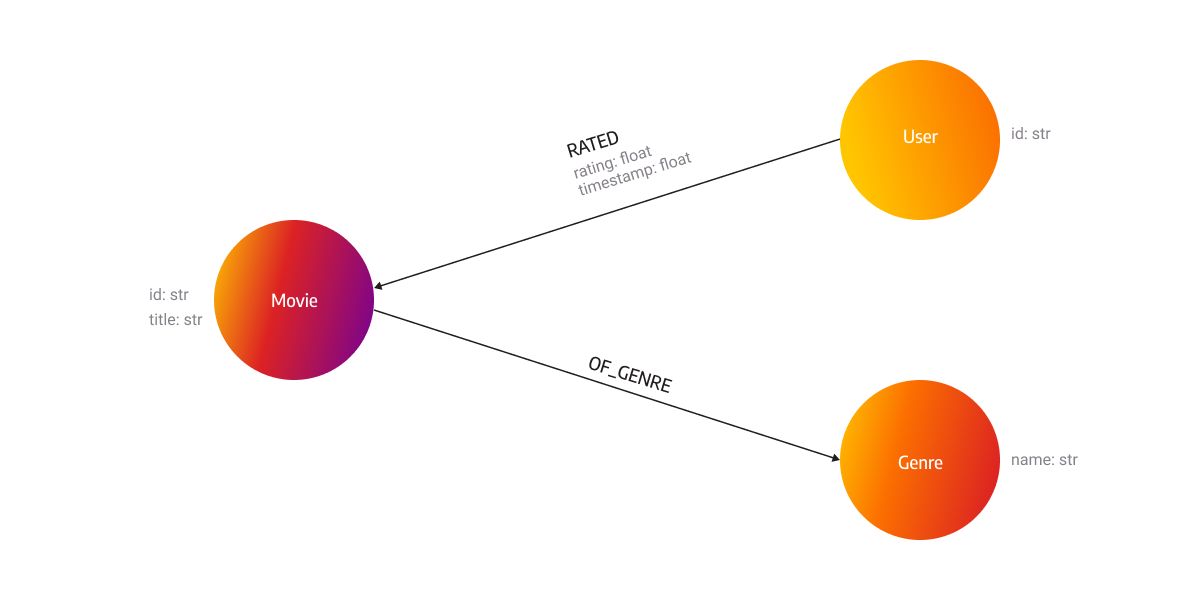 RATED
rating: float
timestamp: float
User
id: str
Movie
id: str
title: str
OF_GENRE
Genre
name: str